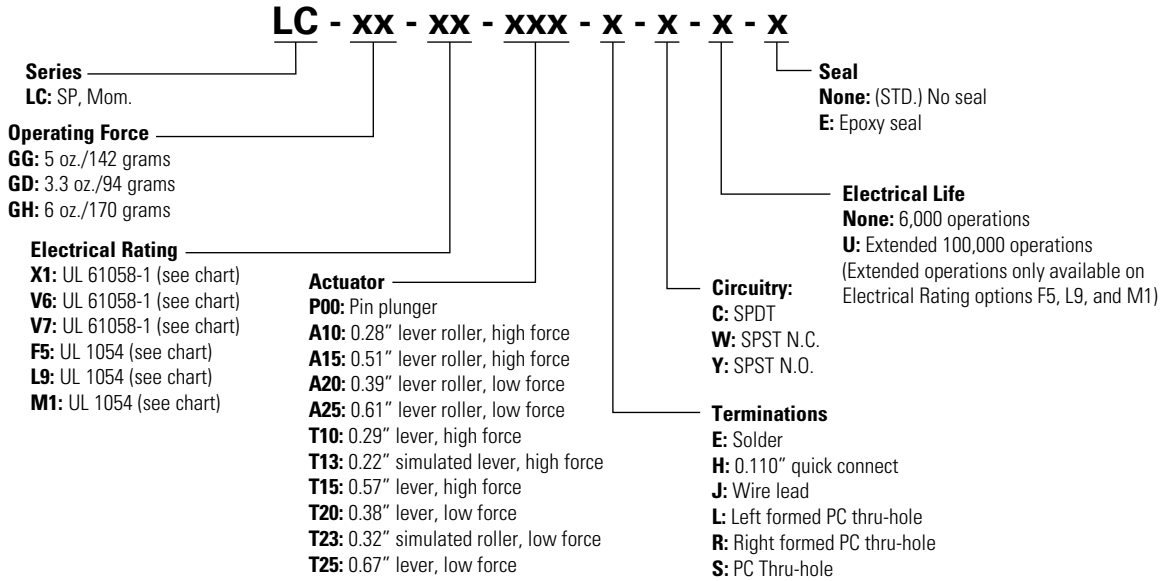 LC - xx - xx - xxx - x - x - x - x
Series
LC: SP, Mom.
Operating Force
GG: 5 oz./142 grams
GD: 3.3 oz./94 grams
GH: 6 oz./170 grams
Electrical Rating
X1: UL 61058-1 (see chart)
V6: UL 61058-1 (see chart)
V7: UL 61058-1 (see chart)
F5: UL 1054 (see chart)
L9: UL 1054 (see chart)
M1: UL 1054 (see chart)
Actuator
P00: Pin plunger
A10: 0.28” lever roller, high force
A15: 0.51” lever roller, high force
A20: 0.39” lever roller, low force
A25: 0.61” lever roller, low force
T10: 0.29” lever, high force
T13: 0.22” simulated lever, high force
T15: 0.57” lever, high force
T20: 0.38” lever, low force
T23: 0.32” simulated roller, low force
T25: 0.67” lever, low force
Terminations
E: Solder
H: 0.110” quick connect
J: Wire lead
L: Left formed PC thru-hole
R: Right formed PC thru-hole
S: PC Thru-hole
Circuitry:
C: SPDT
W: SPST N.C.
Y: SPST N.O.
Electrical Life
None: 6,000 operations
U: Extended 100,000 operations
(Extended operations only available on
Electrical Rating options F5, L9, and M1)
Seal
None: (STD.) No seal
E: Epoxy seal